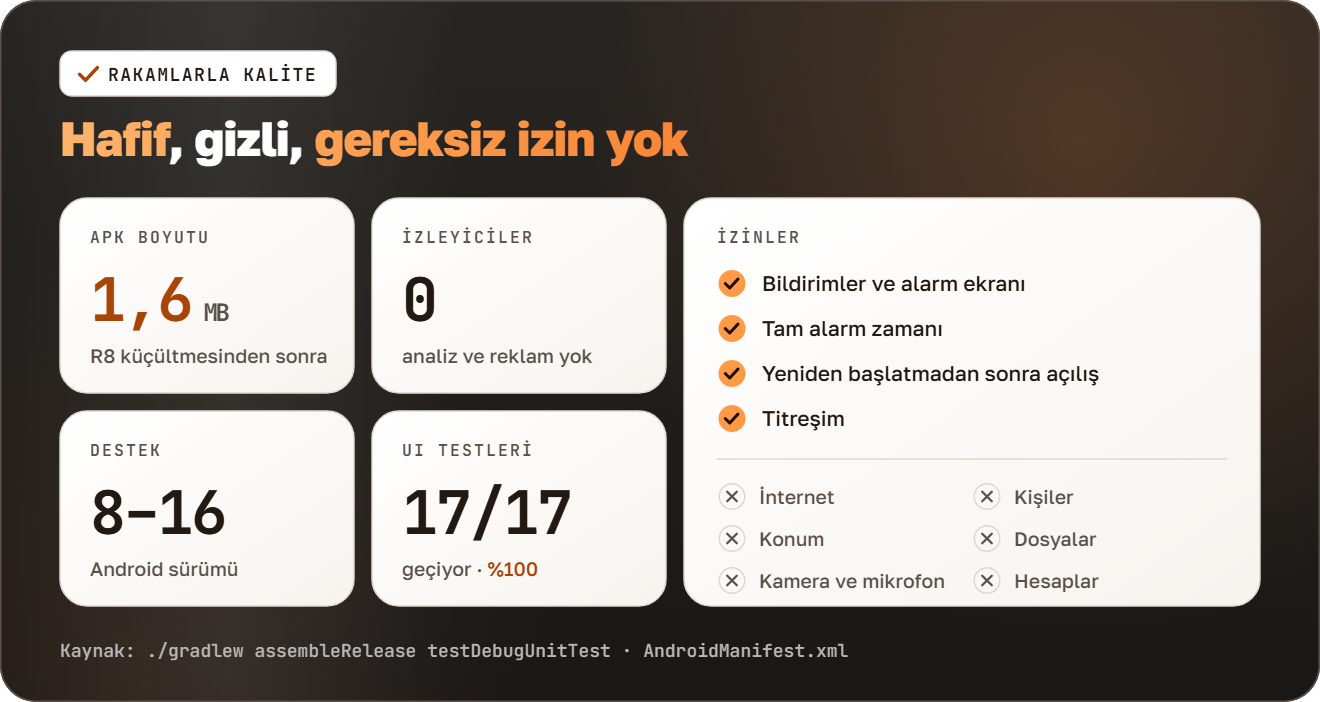 RAKAMLARLA KALİTE
Hafif, gizli, gereksiz izin yok
APK BOYUTU
1,6 MB
R8 küçültmesinden sonra
İZLEYİCİLER
0
analiz ve reklam yok
DESTEK
8–16
Android sürümü
UI TESTLERİ
17/17
geçiyor · %100
İZİNLER
Bildirimler ve alarm ekranı
Tam alarm zamanı
Yeniden başlatmadan sonra açılış
Titreşim
İnternet
Kişiler
Konum
Dosyalar
Kamera ve mikrofon
Hesaplar
Kaynak: ./gradlew assembleRelease testDebugUnitTest · AndroidManifest.xml